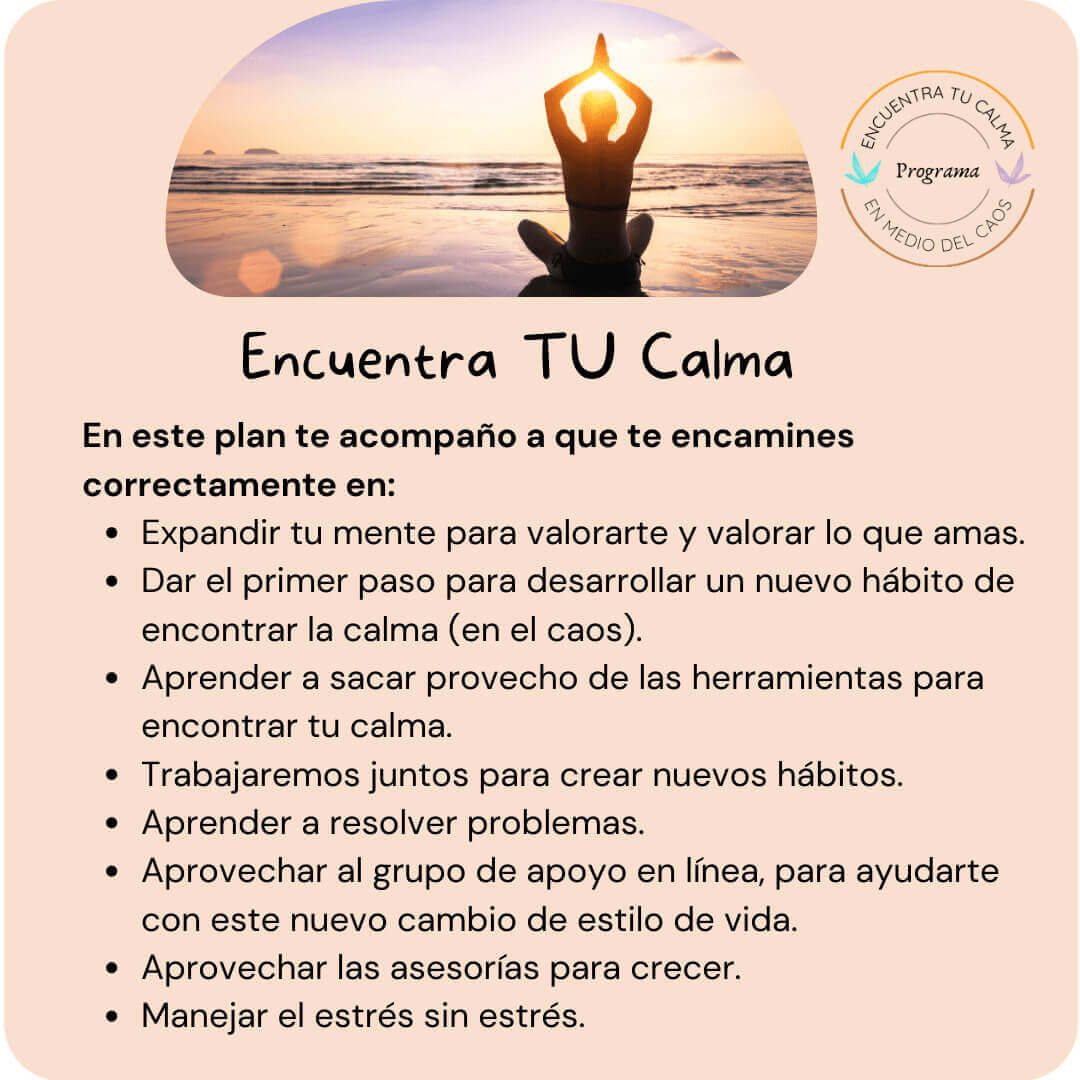 ENCUENTRA TU CALMA
Programa
EN MEDIO DEL CAOS
Encuentra TU Calma
En este plan te acompaño a que te encamines
correctamente en:
• Expandir tu mente para valorarte y valorar lo que amas.
• Dar el primer paso para desarrollar un nuevo hábito de
encontrar la calma (en el caos).
• Aprender a sacar provecho de las herramientas para
encontrar tu calma.
• Trabajaremos juntos para crear nuevos hábitos.
• Aprender a resolver problemas.
• Aprovechar al grupo de apoyo en línea, para ayudarte
con este nuevo cambio de estilo de vida.
• Aprovechar las asesorías para crecer.
• Manejar el estrés sin estrés.